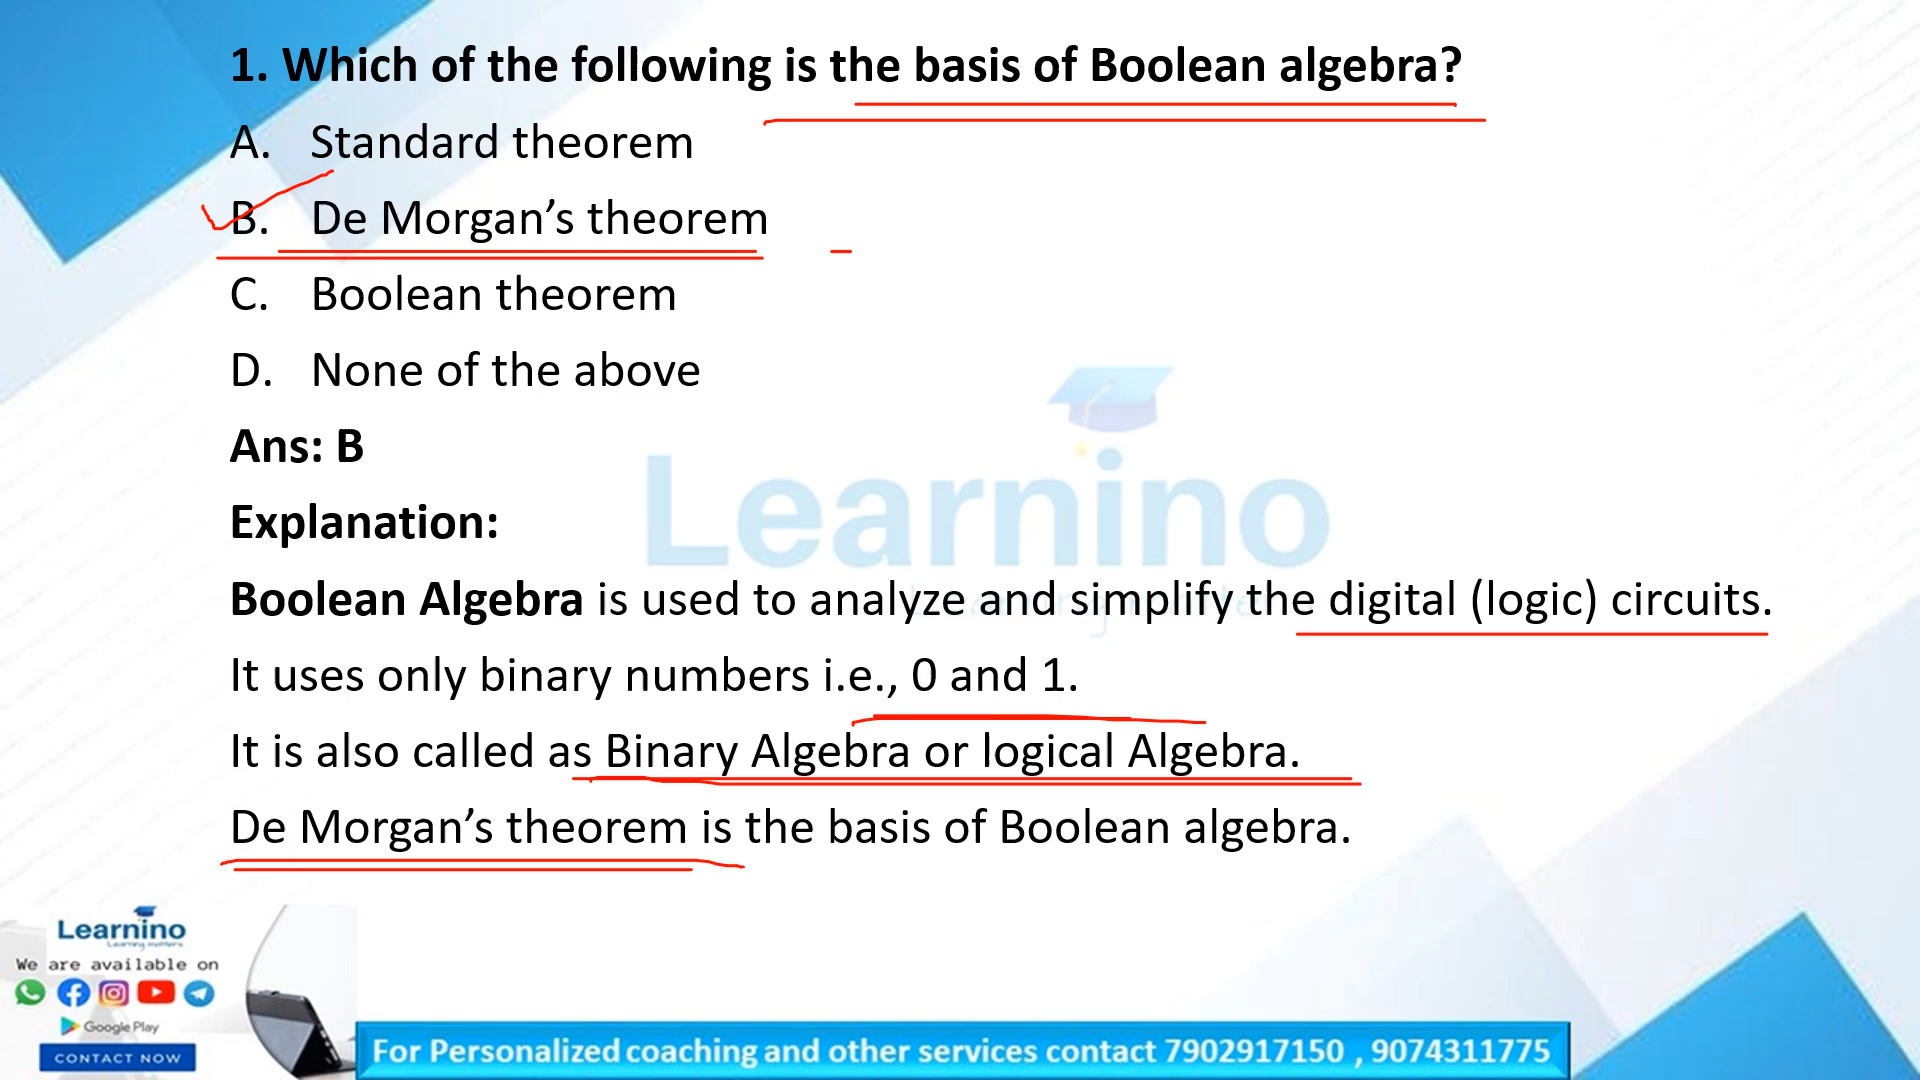 1. Which of the following is the basis of Boolean algebra?
A. Standard theorem
B. De Morgan’s theorem
C. Boolean theorem
D. None of the above
Ans: B
Explanation:
Boolean Algebra is used to analyze and simplify the digital (logic) circuits.
It uses only binary numbers i.e., 0 and 1.
It is also called as Binary Algebra or logical Algebra.
De Morgan’s theorem is the basis of Boolean algebra.
Learnino
Learnino
Learning matters
We are available on
Google Play
CONTACT NOW
For Personalized coaching and other services contact 7902917150 , 9074311775